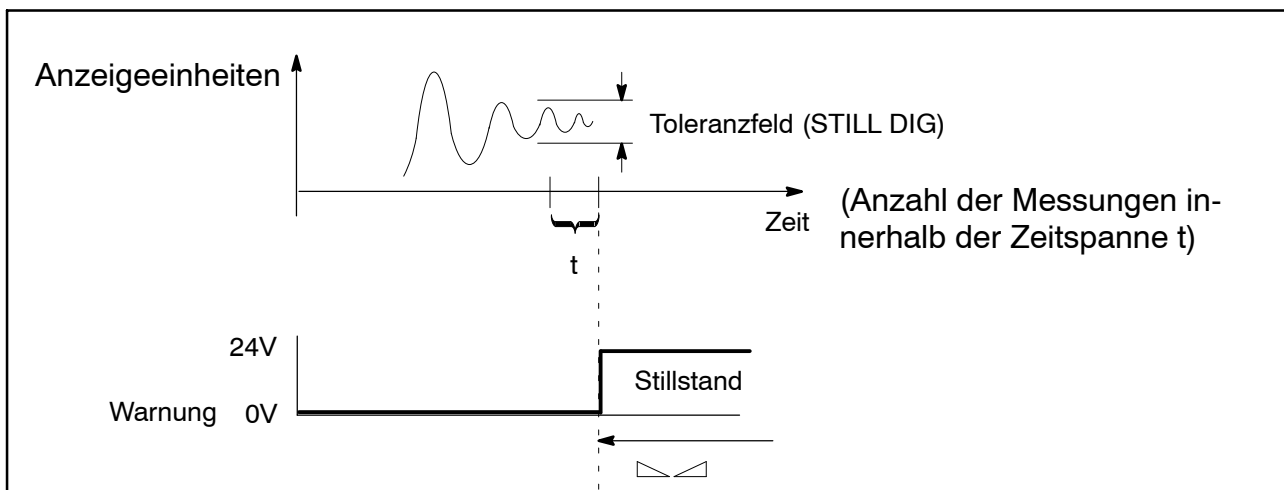 Anzeigeeinheiten
Toleranzfeld (STILL DIG)
Zeit
(Anzahl der Messungen in-
nerhalb der Zeitspanne t)
t
24V
Stillstand
Warnung 0V